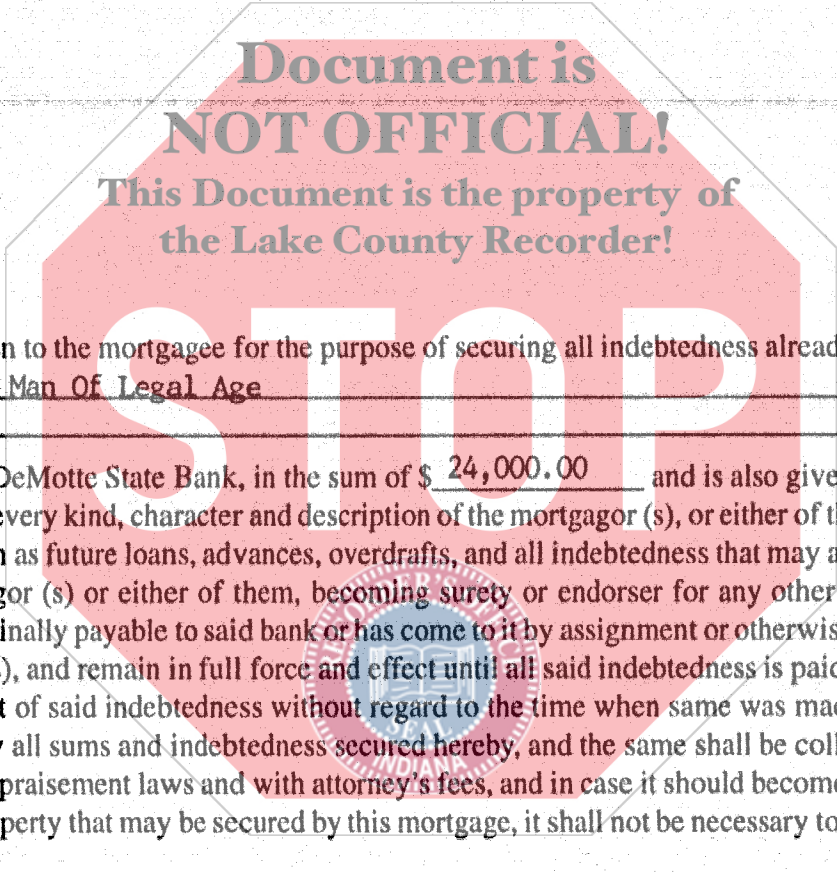 Document is
NOT OFFICIAL!
This Document is the property of
the Lake County Recorder!
STOP
n to the mortgagee for the purpose of securing all indebtedness alread
Man Of Legal Age
DeMotte State Bank, in the sum of $ 24,000.00 and is also give
every kind, character and description of the mortgagor (s), or either of t
n as future loans, advances, overdrafts, and all indebtedness that may a
gor (s) or either of them, becoming surety or endorser for any other
inally payable to said bank or has come to it by assignment or otherwis
), and remain in full force and effect until all said indebtedness is paid
t of said indebtedness without regard to the time when same was mad
y all sums and indebtedness secured hereby, and the same shall be coll
praisement laws and with attorney's fees, and in case it should become
perty that may be secured by this mortgage, it shall not be necessary to
RECORDER'S OFFICE
SEAL
INDIANA